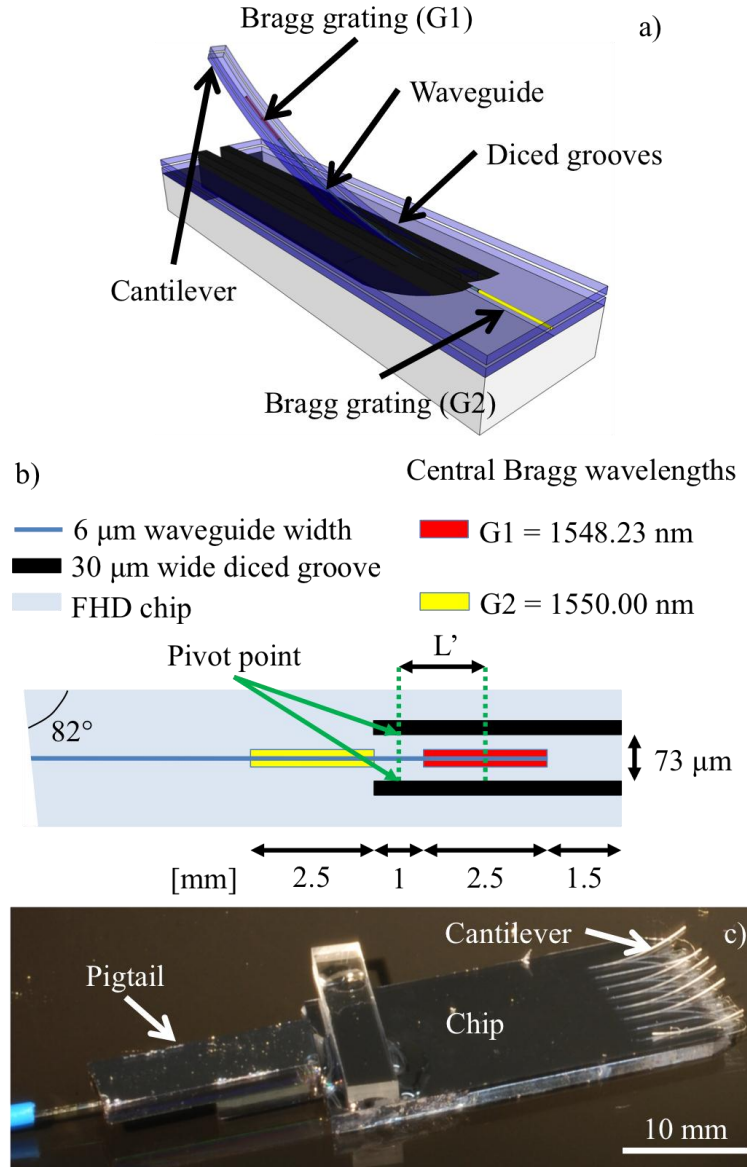 Bragg grating (G1)
a)
Waveguide
Diced grooves
Cantilever
Bragg grating (G2)
b)
Central Bragg wavelengths
6 μm waveguide width
G1 = 1548.23 nm
30 μm wide diced groove
FHD chip
G2 = 1550.00 nm
L’
Pivot point
82°
73 μm
[mm]
2.5
1
2.5
1.5
Cantilever
c)
Pigtail
Chip
10 mm